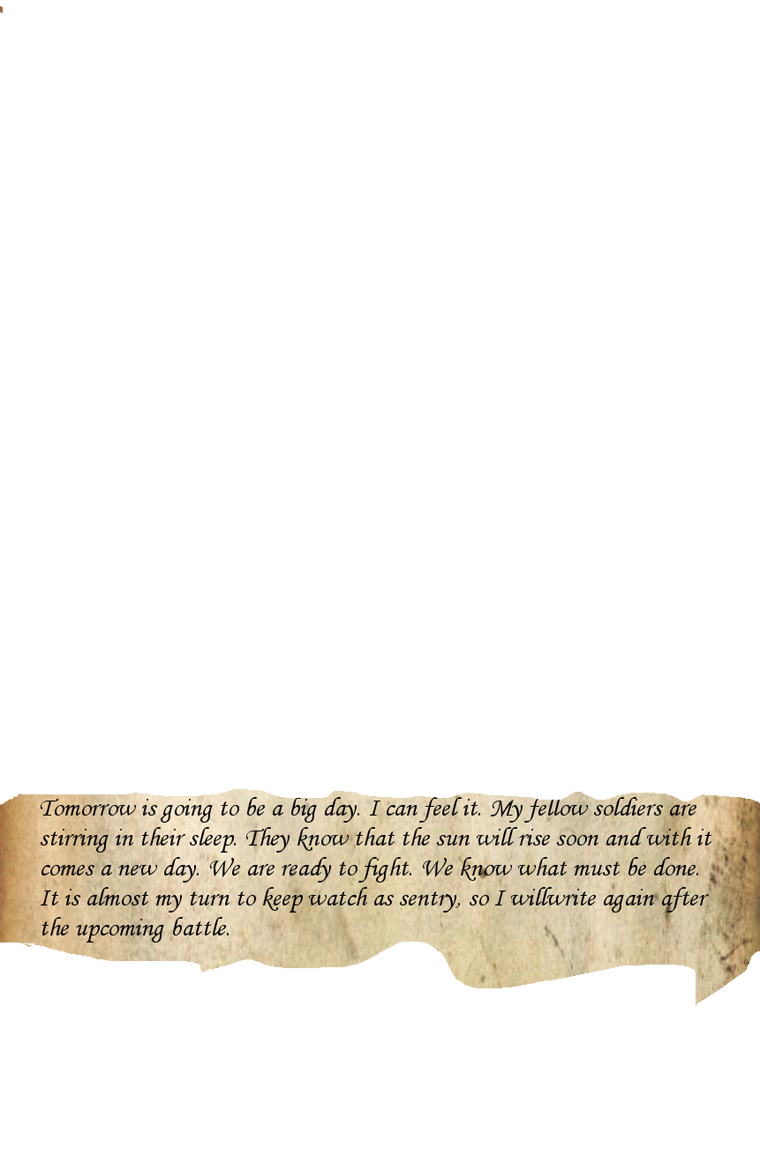 Tomorrow is going to be a big day. I can feel it. My fellow soldiers are
stirring in their sleep. They know that the sun will rise soon and with it
comes a new day. We are ready to fight. We know what must be done.
It is almost my turn to keep watch as sentry, so I willwrite again after
the upcoming battle.